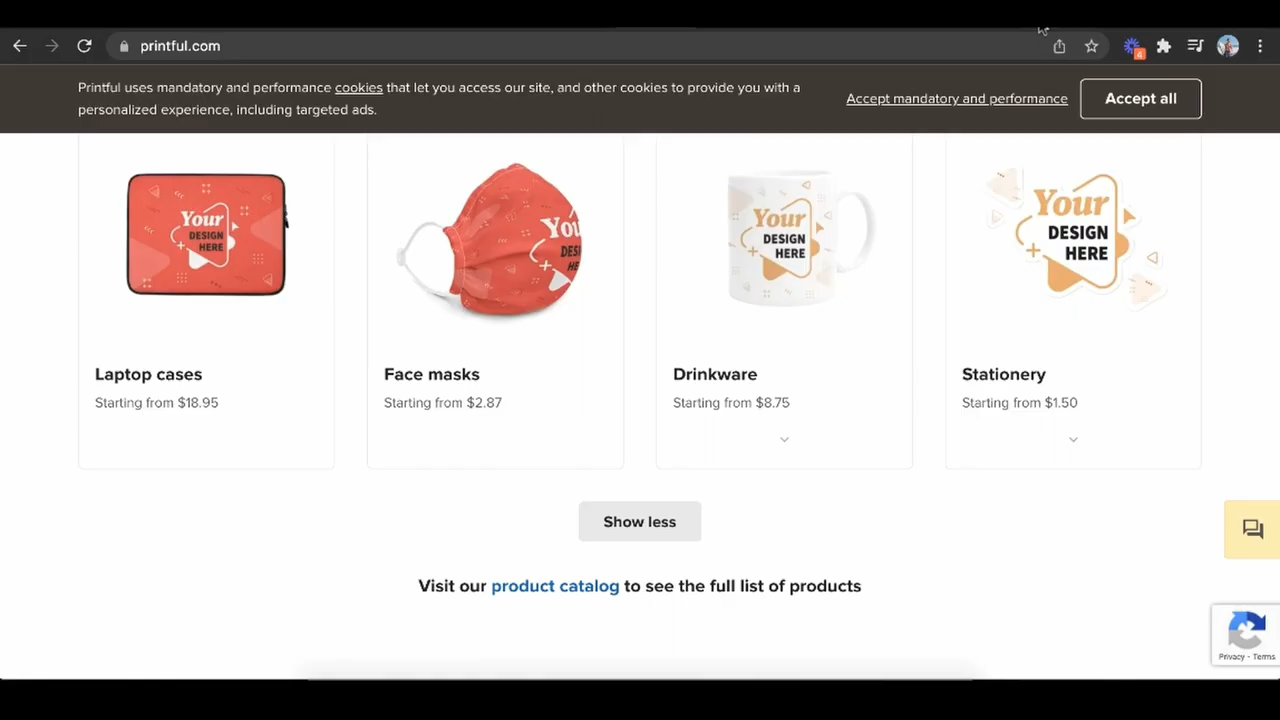 printful.com
4
Printful uses mandatory and performance cookies that let you access our site, and other cookies to provide you with a
personalized experience, including targeted ads.
Accept mandatory and performance
Accept all
Your
DESIGN
HERE
Your
DESIGN
HERE
Your
DESIGN
HERE
Laptop cases
Face masks
Drinkware
Stationery
Starting from $18.95
Starting from $2.87
Starting from $8.75
Starting from $1.50
Show less
Visit our product catalog to see the full list of products
Privacy - Terms